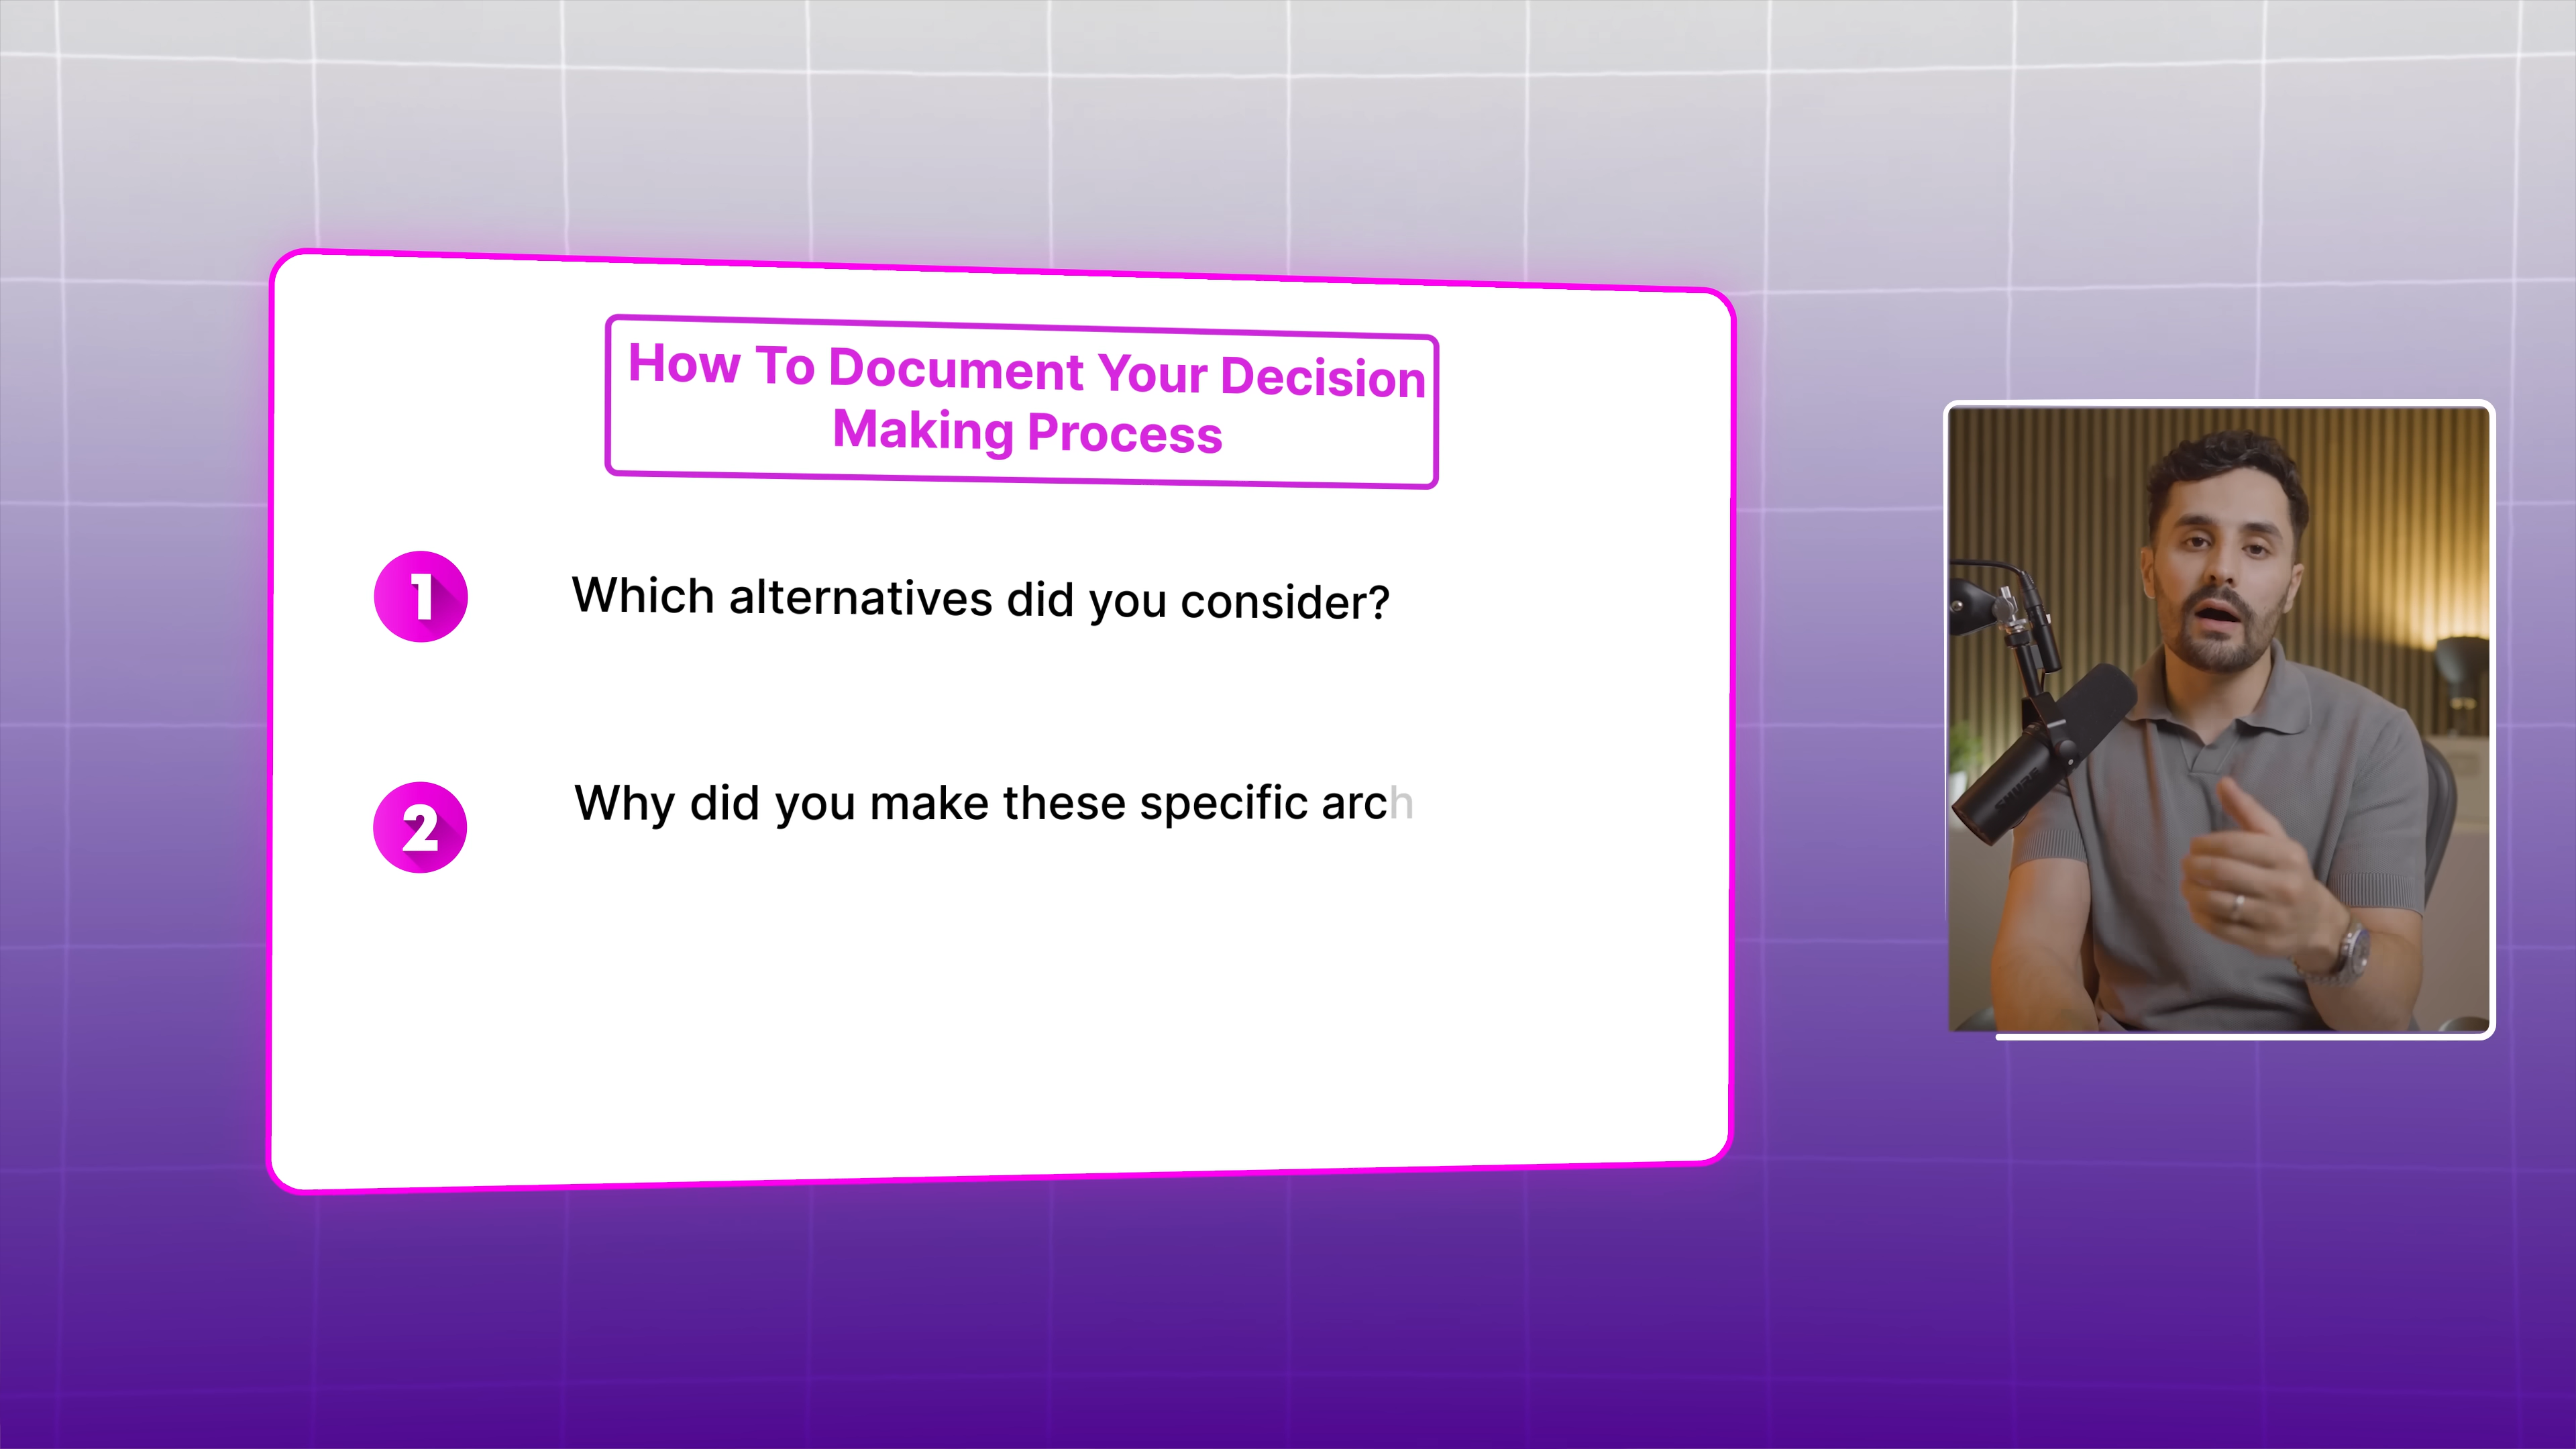 How To Document Your Decision
Making Process
1
Which alternatives did you consider?
2
Why did you make these specific arch
SHURE